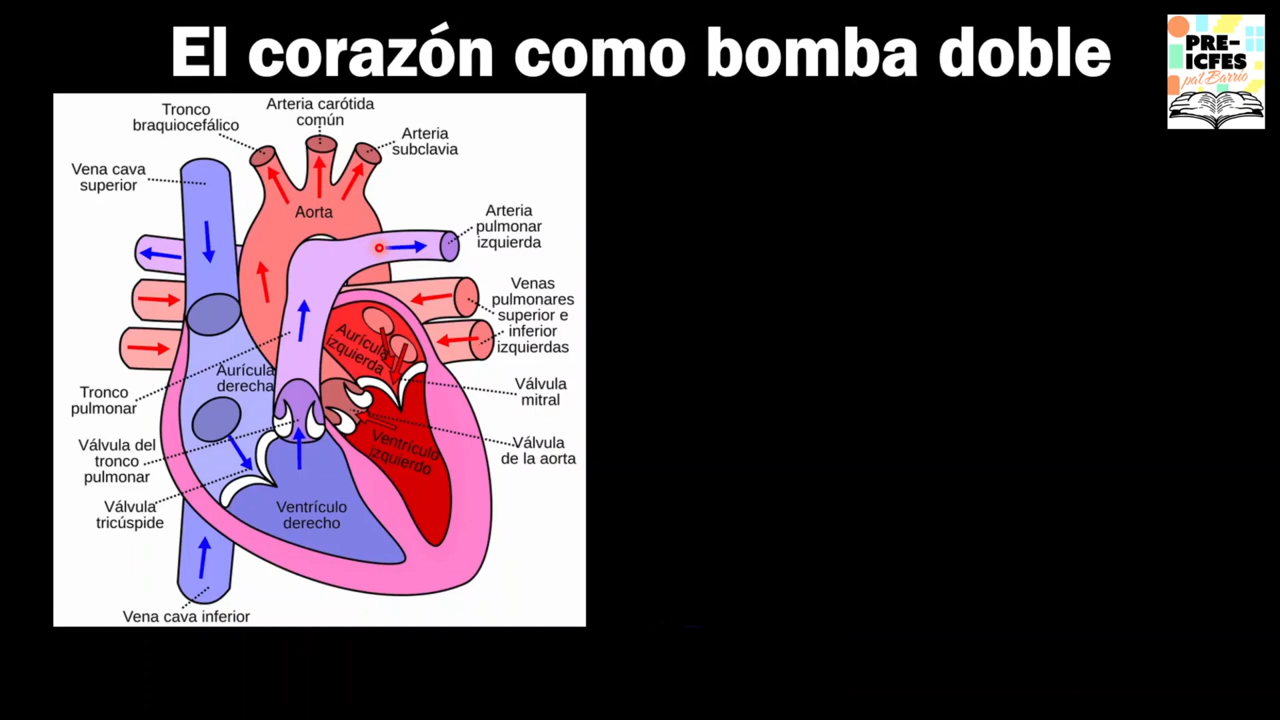 El corazón como bomba doble
PRE-
ICFES
pal Barrio
Tronco
braquiocefálico
Arteria carótida
común
Arteria
subclavia
Vena cava
superior
Aorta
Arteria
pulmonar
izquierda
Venas
pulmonares
superior e
inferior
izquierdas
Aurícula
izquierda
Aurícula
derecha
Tronco
pulmonar
Válvula
mitral
Válvula del
tronco
pulmonar
Ventrículo
izquierdo
Válvula
de la aorta
Válvula
tricúspide
Ventrículo
derecho
Vena cava inferior